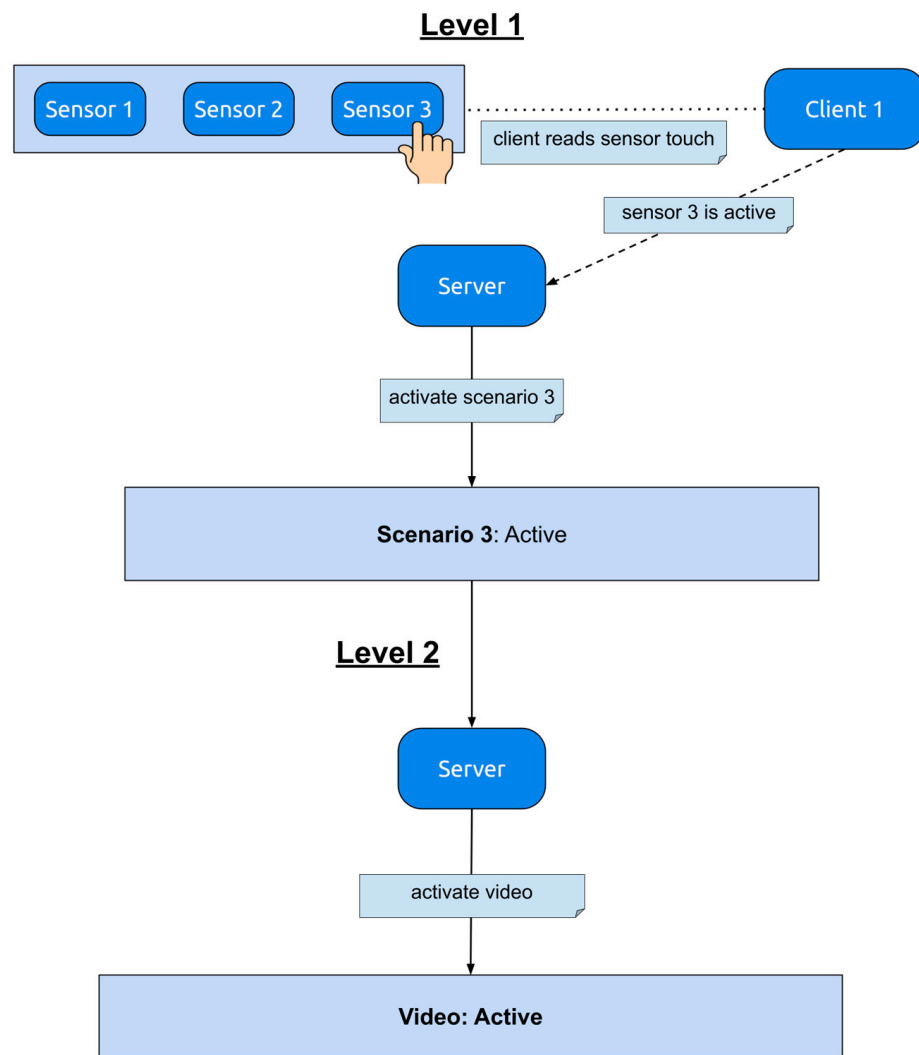 Level 1
Sensor 1
Sensor 2
Sensor 3
Client 1
client reads sensor touch
sensor 3 is active
Server
activate scenario 3
Scenario 3: Active
Level 2
Server
activate video
Video: Active